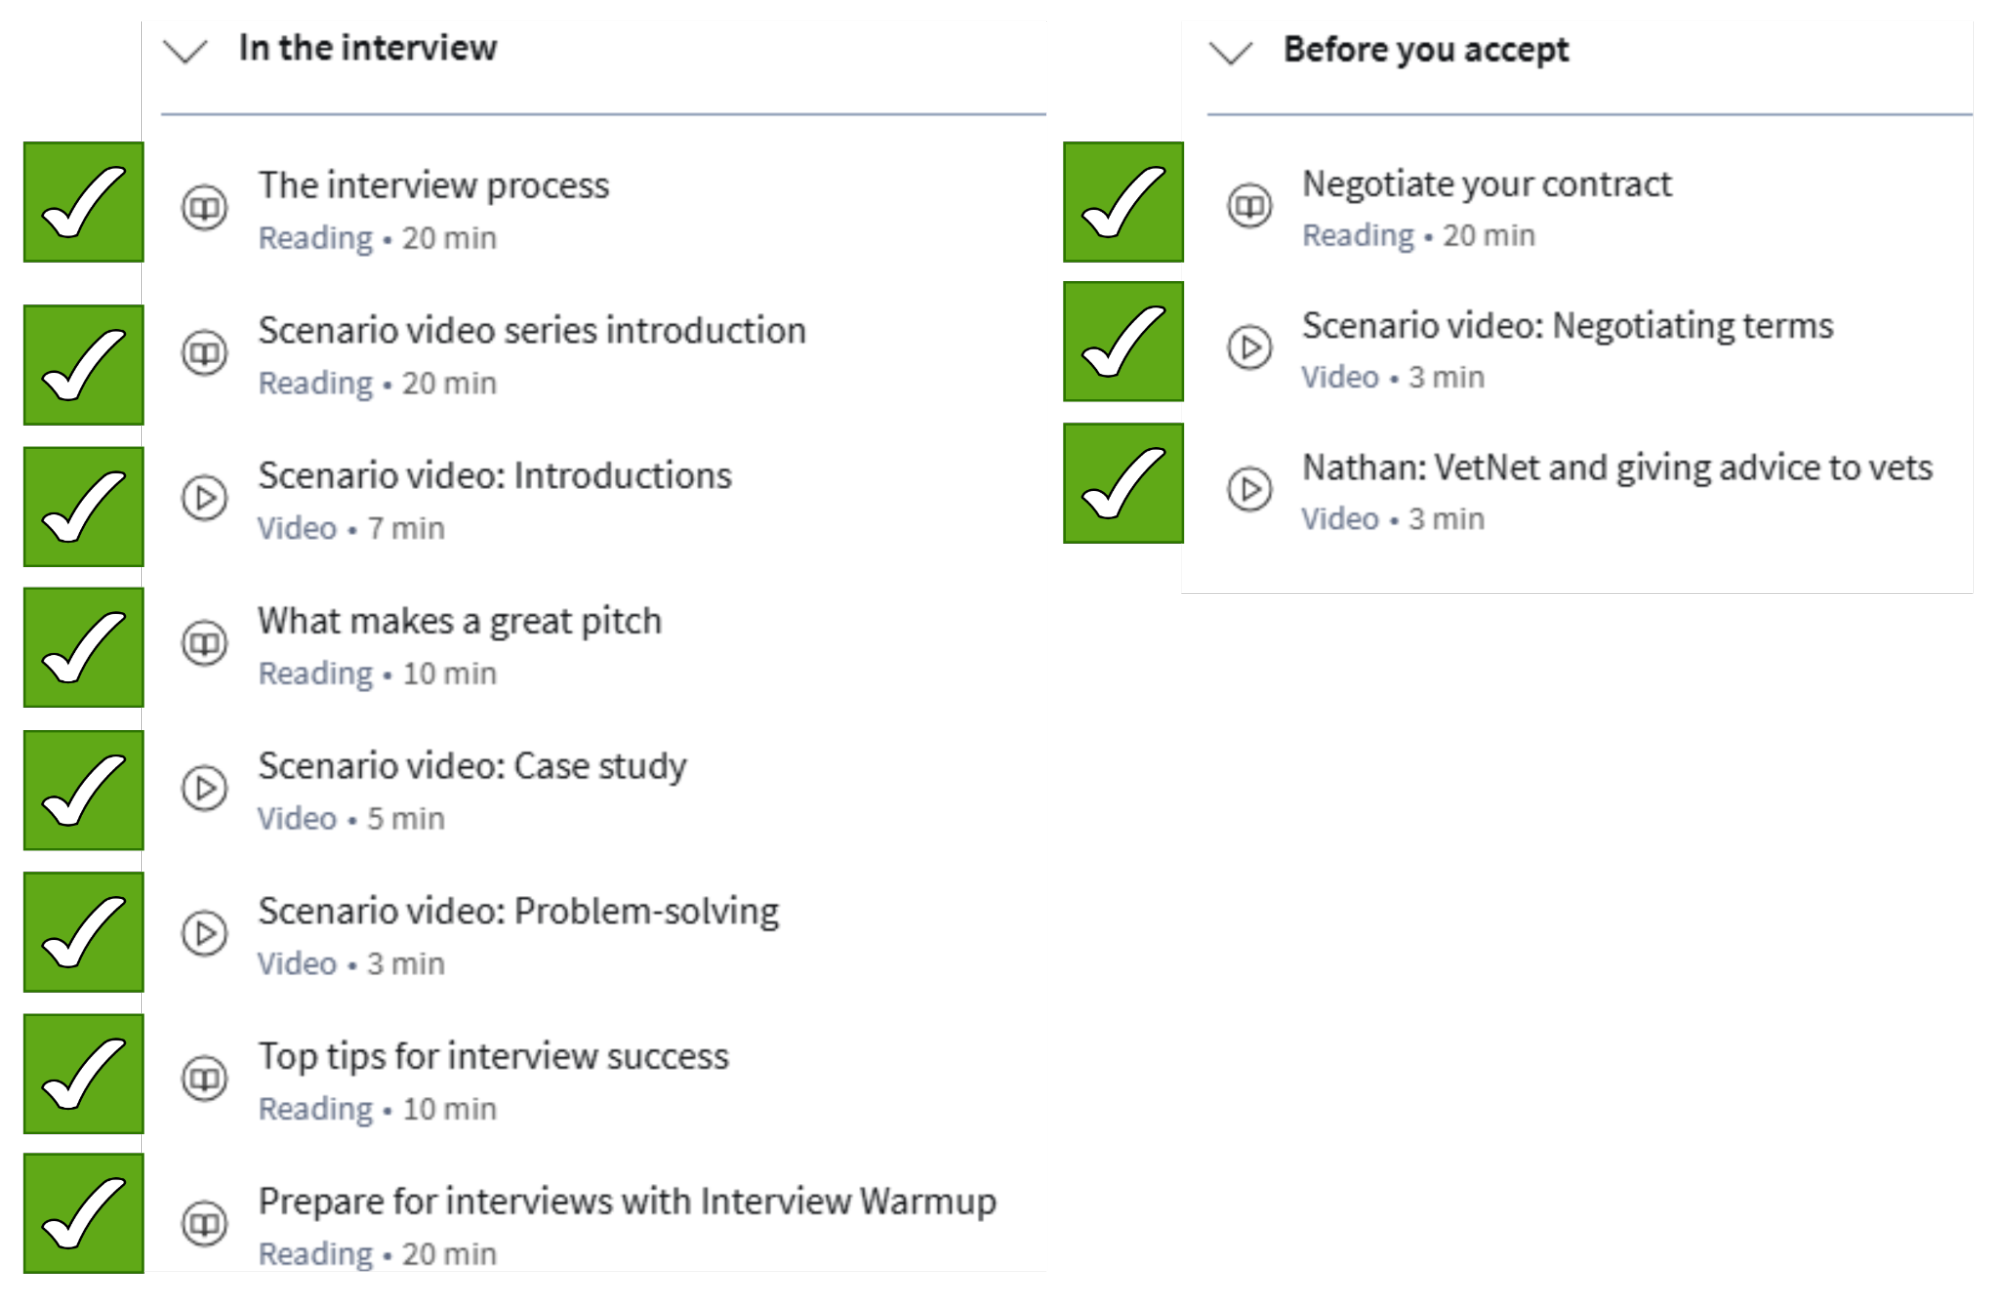 In the interview
The interview process
Reading • 20 min
Scenario video series introduction
Reading • 20 min
Scenario video: Introductions
Video • 7 min
What makes a great pitch
Reading • 10 min
Scenario video: Case study
Video • 5 min
Scenario video: Problem-solving
Video • 3 min
Top tips for interview success
Reading • 10 min
Prepare for interviews with Interview Warmup
Reading • 20 min
Before you accept
Negotiate your contract
Reading • 20 min
Scenario video: Negotiating terms
Video • 3 min
Nathan: VetNet and giving advice to vets
Video • 3 min